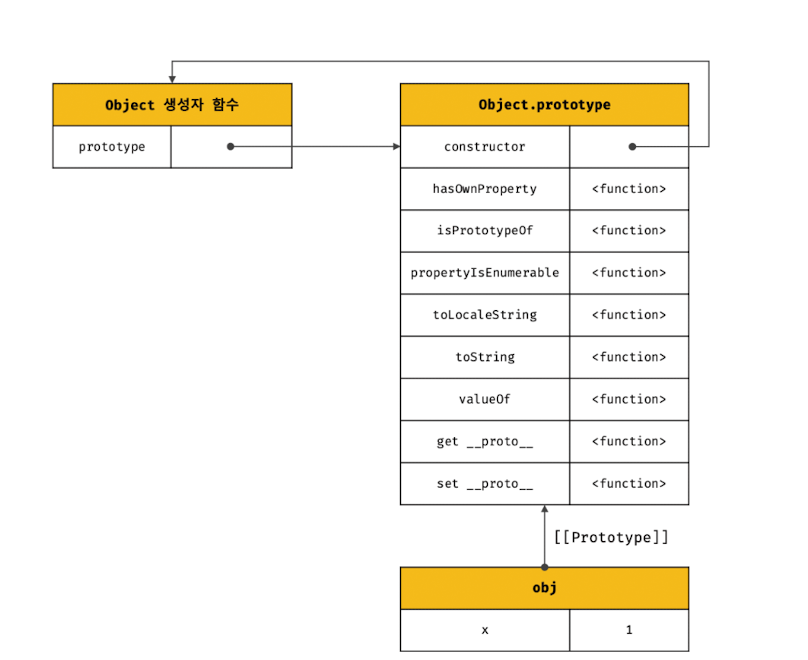 Object 생성자 함수
prototype
Object.prototype
constructor
hasOwnProperty <function>
isPrototypeOf <function>
propertyIsEnumerable <function>
toLocaleString <function>
toString <function>
valueOf <function>
get __proto__ <function>
set __proto__ <function>
[[Prototype]]
obj
x 1